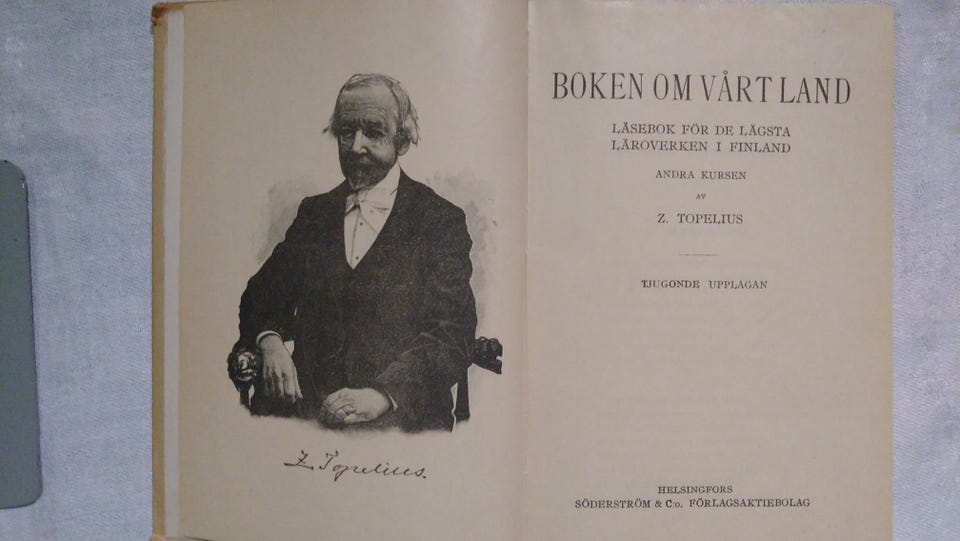 Z. Topelius.
BOKEN OM VÅRT LAND
LÄSEBOK FÖR DE LÄGSTA
LÄROVERKEN I FINLAND
ANDRA KURSEN
AV
Z. TOPELIUS
TJUGONDE UPPLAGAN
HELSINGFORS
SÖDERSTRÖM & C:o. FÖRLAGSAKTIEBOLAG